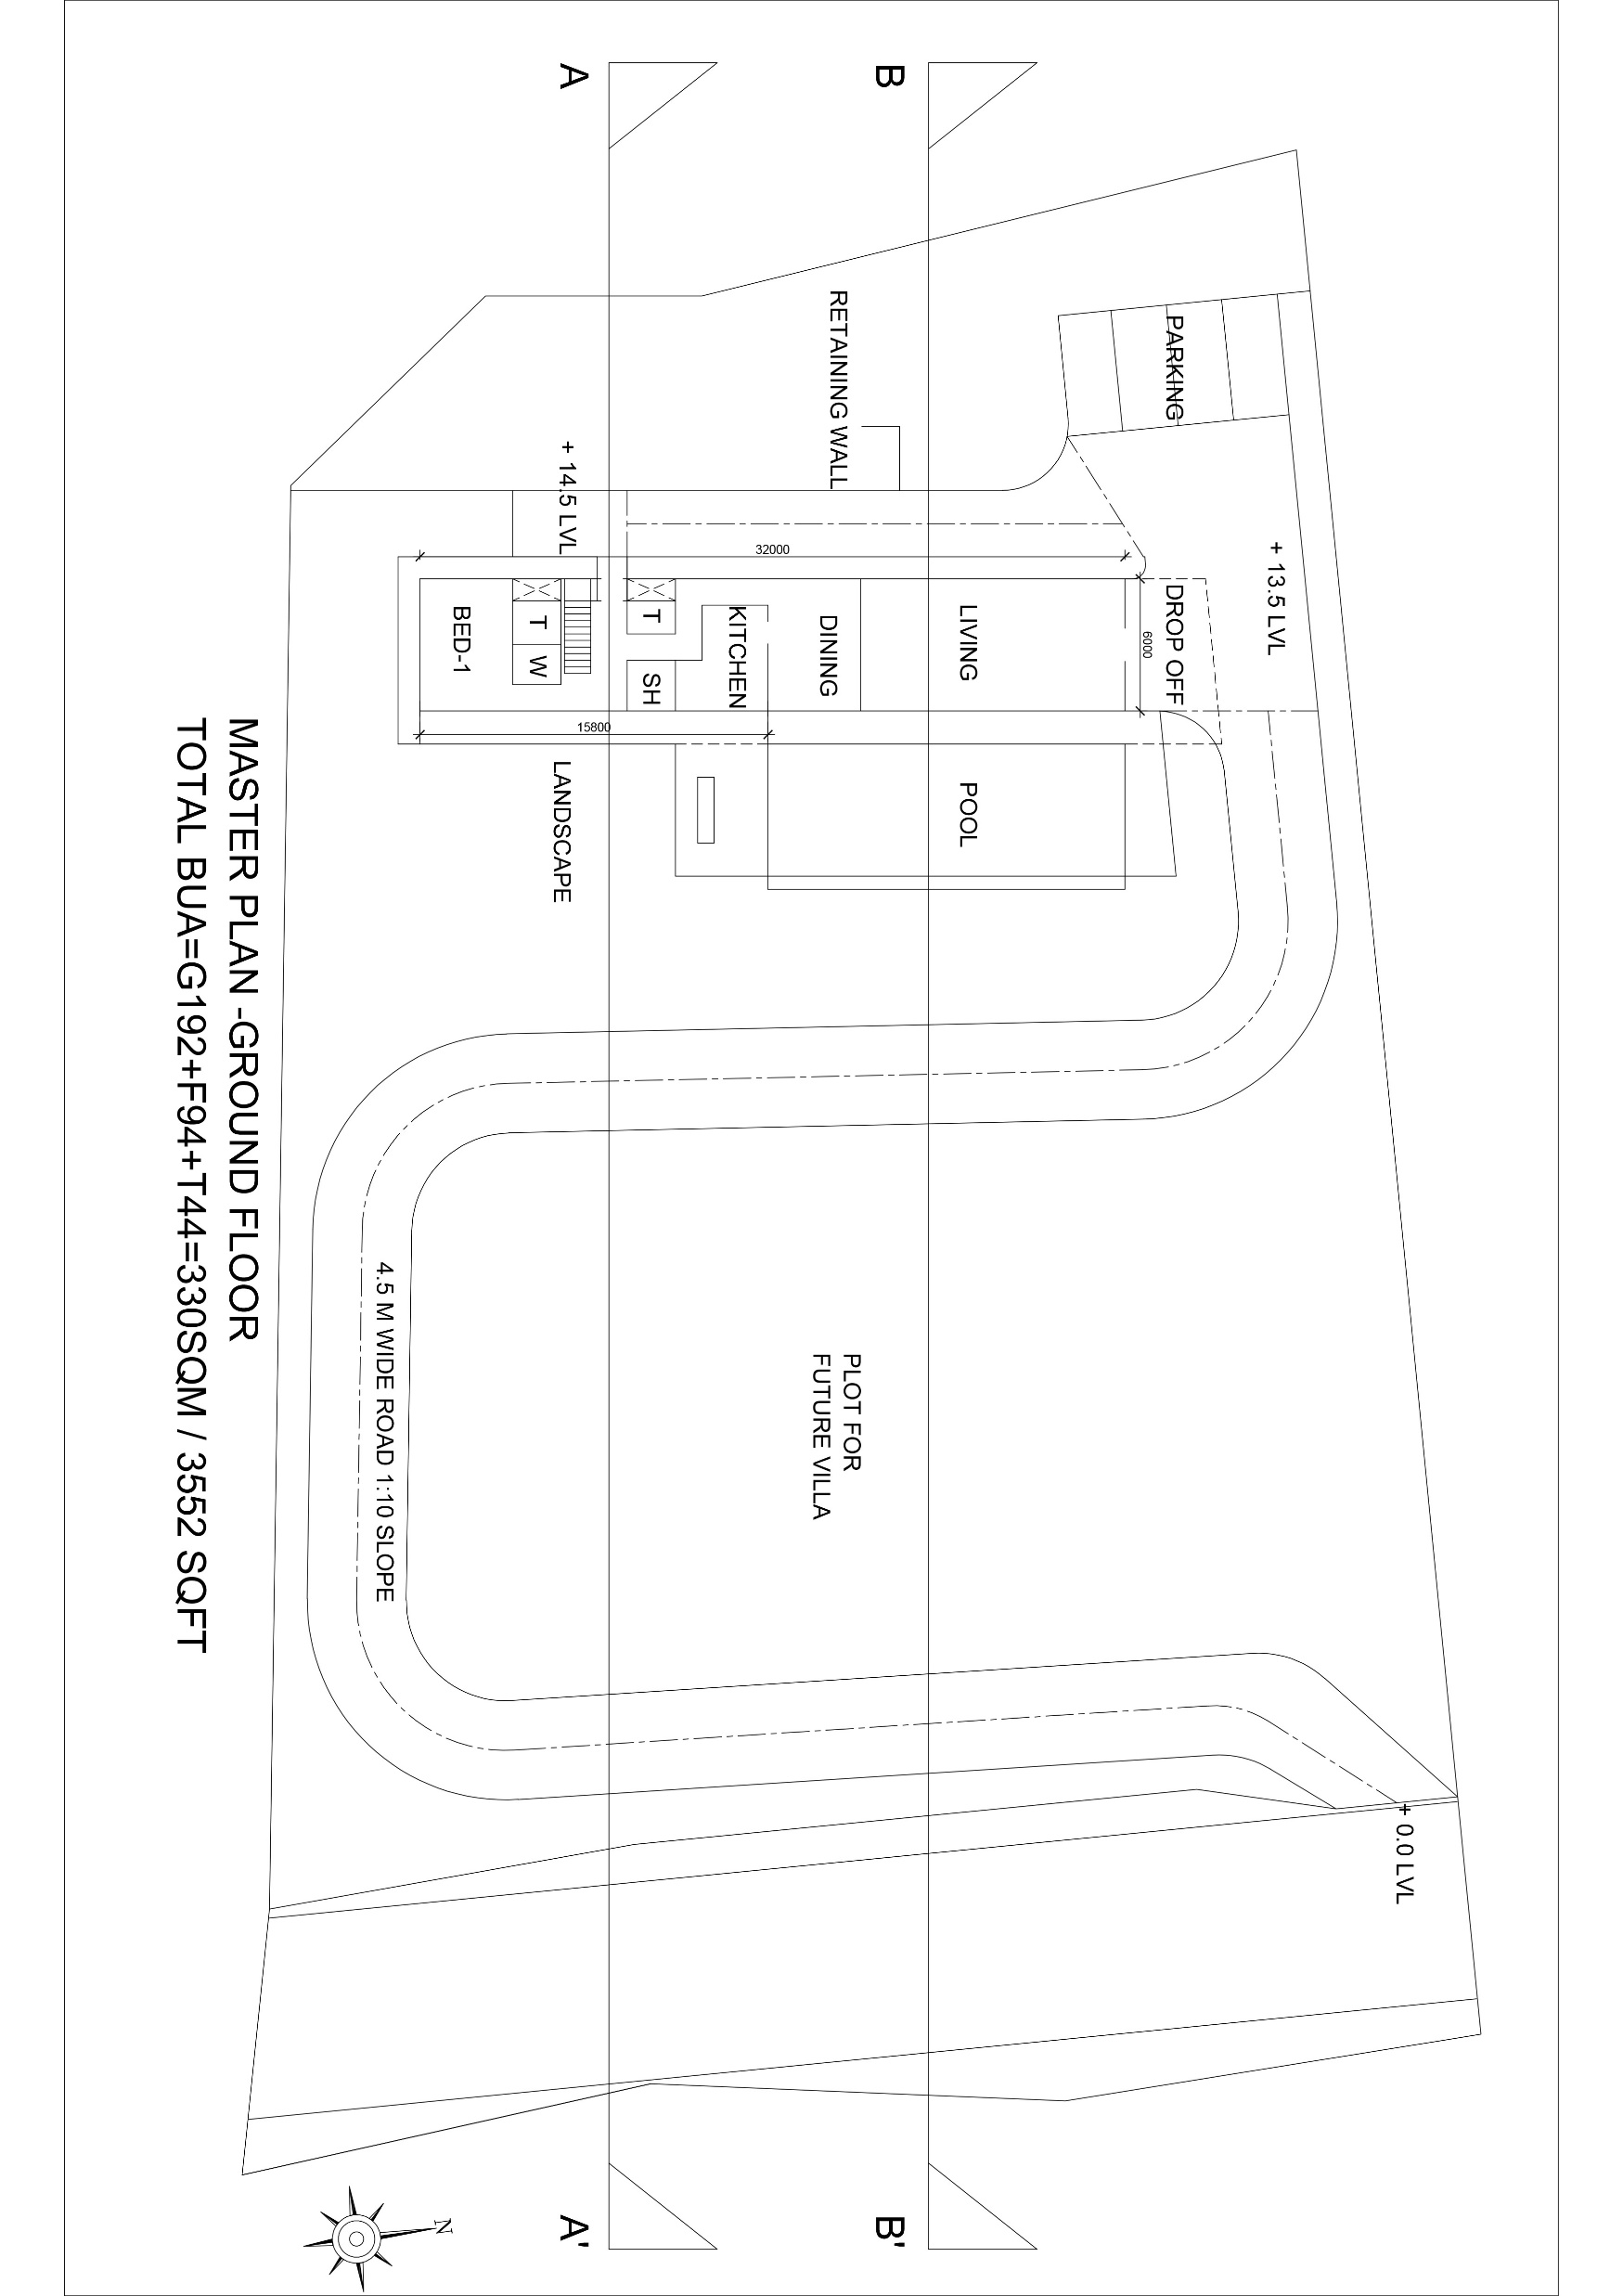 A
B
RETAINING WALL
PARKING
+ 14.5 LVL
+ 13.5 LVL
32000
BED-1
T
W
T
SH
KITCHEN
DINING
LIVING
6000
DROP OFF
15800
LANDSCAPE
POOL
4.5 M WIDE ROAD 1:10 SLOPE
PLOT FOR
FUTURE VILLA
+ 0.0 LVL
MASTER PLAN -GROUND FLOOR
TOTAL BUA=G192+F94+T44=330SQM / 3552 SQFT
A'
B'
N